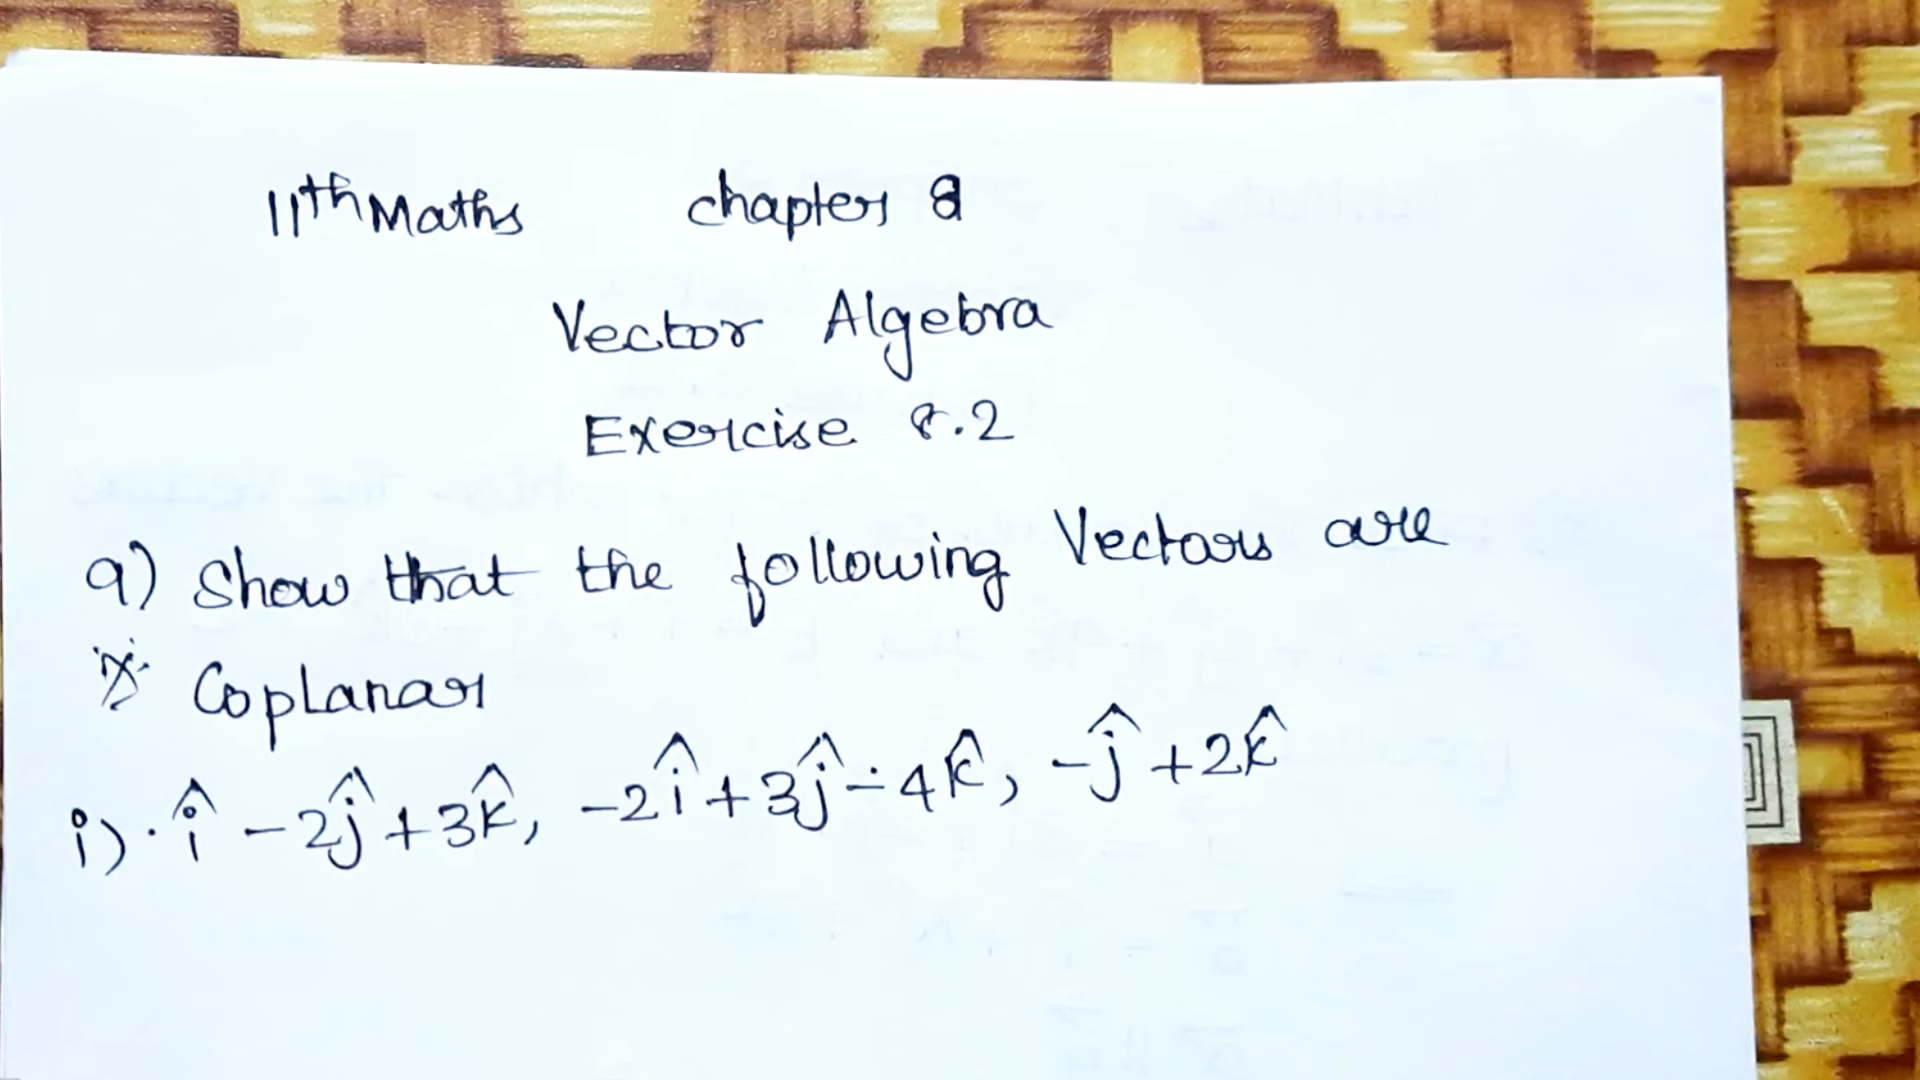 11th Maths chapter 8
Vector Algebra
Exercise 8.2
9) Show that the following Vectors are
Coplanar
i) . î - 2ĵ + 3k̂, -2î + 3ĵ - 4k̂, -ĵ + 2k̂